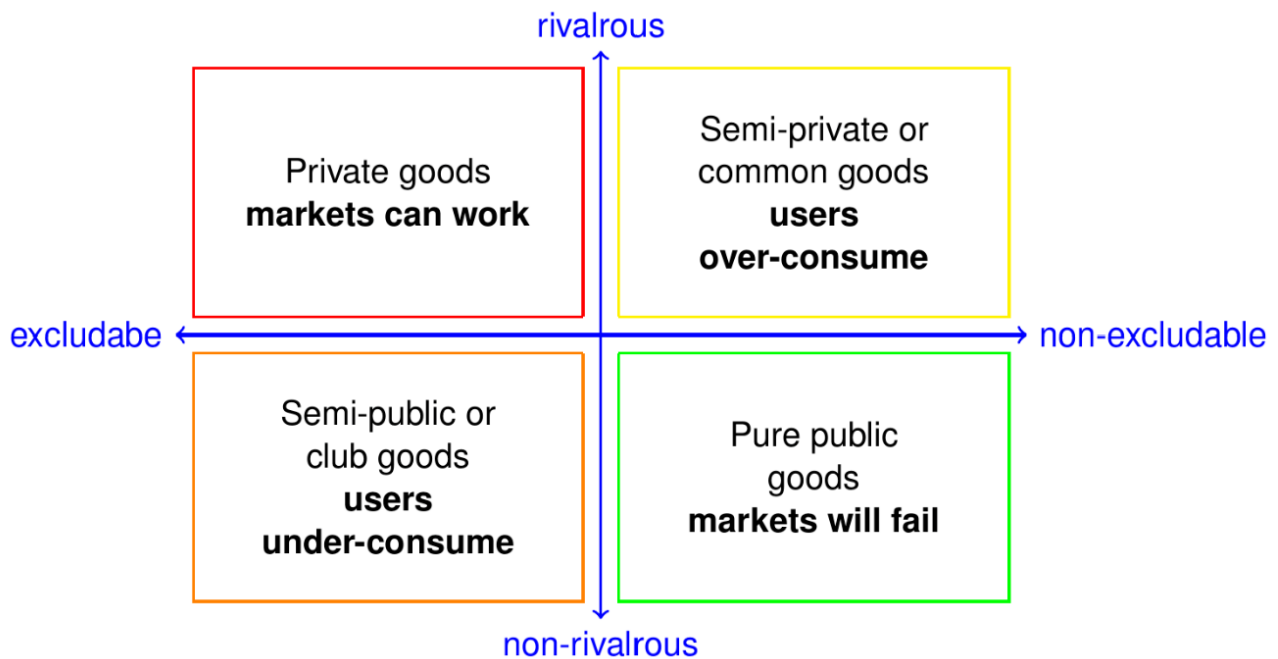 rivalrous
Private goods
markets can work
Semi-private or
common goods
users
over-consume
excludabe
non-excludable
Semi-public or
club goods
users
under-consume
Pure public
goods
markets will fail
non-rivalrous